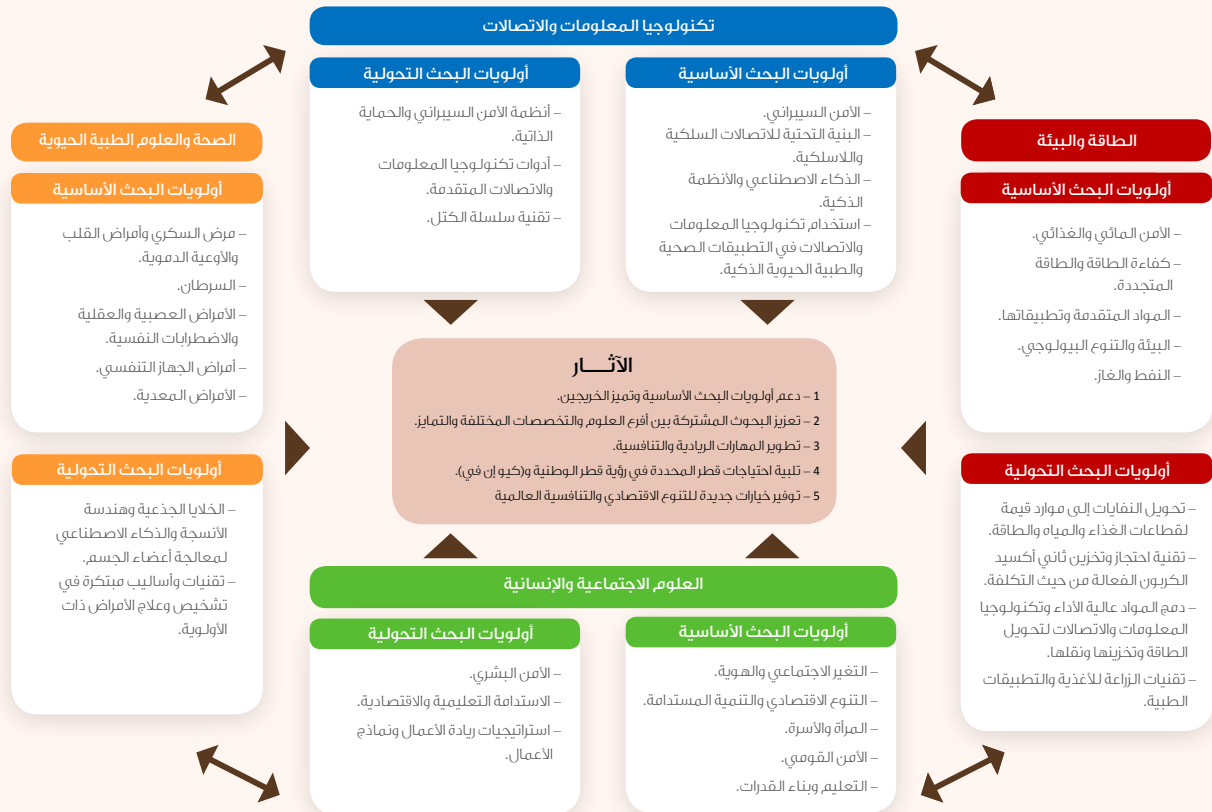 تكنولوجيا المعلومات والاتصالات
أولويات البحث الأساسية
– الأمن السيبراني.
– البنية التحتية للاتصالات السلكية
واللاسلكية.
– الذكاء الاصطناعي والأنظمة
الذكية.
– استخدام تكنولوجيا المعلومات
والاتصالات في التطبيقات الصحية
والطبية الحيوية الذكية.
أولويات البحث التحولية
– أنظمة الأمن السيبراني والحماية
الذاتية.
– أدوات تكنولوجيا المعلومات
والاتصالات المتقدمة.
– تقنية سلسلة الكتل.
الطاقة والبيئة
أولويات البحث الأساسية
– الأمن المائي والغذائي.
– كفاءة الطاقة والطاقة
المتجددة.
– المواد المتقدمة وتطبيقاتها.
– البيئة والتنوع البيولوجي.
– النفط والغاز.
أولويات البحث التحولية
– تحويل النفايات إلى موارد قيمة
لقطاعات الغذاء والمياه والطاقة.
– تقنية احتجاز وتخزين ثاني أكسيد
الكربون الفعالة من حيث التكلفة.
– دمج المواد عالية الأداء وتكنولوجيا
المعلومات والاتصالات لتحويل
الطاقة وتخزينها ونقلها.
– تقنيات الزراعة للأغذية والتطبيقات
الطبية.
الآثــــار
1 – دعم أولويات البحث الأساسية وتميز الخريجين.
2 – تعزيز البحوث المشتركة بين أفرع العلوم والتخصصات المختلفة والتمايز.
3 – تطوير المهارات الريادية والتنافسية.
4 – تلبية احتياجات قطر المحددة في رؤية قطر الوطنية و(كيو إن في).
5 – توفير خيارات جديدة للتنوع الاقتصادي والتنافسية العالمية
الصحة والعلوم الطبية الحيوية
أولويات البحث الأساسية
– مرض السكري وأمراض القلب
والأوعية الدموية.
– السرطان.
– الأمراض العصبية والعقلية
والاضطرابات النفسية.
– أمراض الجهاز التنفسي.
– الأمراض المعدية.
أولويات البحث التحولية
– الخلايا الجذعية وهندسة
الأنسجة والذكاء الاصطناعي
لمعالجة أعضاء الجسم.
– تقنيات وأساليب مبتكرة في
تشخيص وعلاج الأمراض ذات
الأولوية.
العلوم الاجتماعية والإنسانية
أولويات البحث الأساسية
– التغير الاجتماعي والهوية.
– التنوع الاقتصادي والتنمية المستدامة.
– المرأة والأسرة.
– الأمن القومي.
– التعليم وبناء القدرات.
أولويات البحث التحولية
– الأمن البشري.
– الاستدامة التعليمية والاقتصادية.
– استراتيجيات ريادة الأعمال ونماذج
الأعمال.